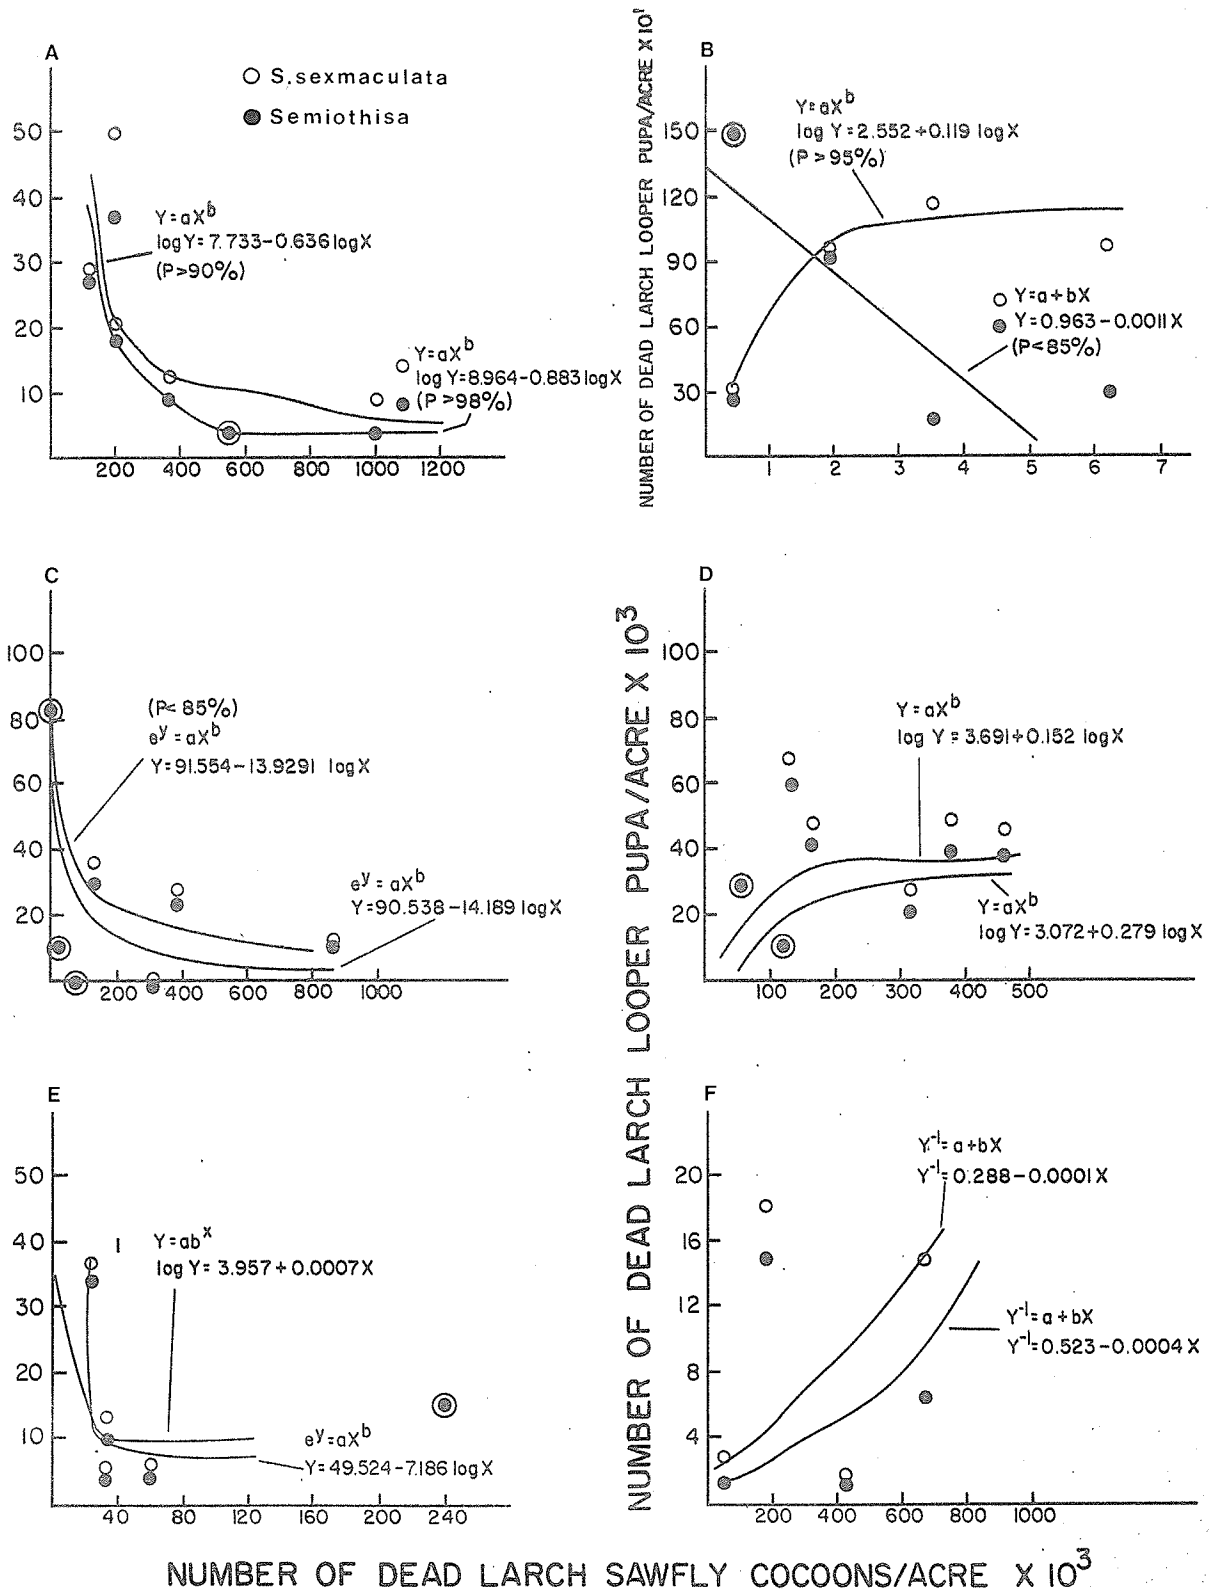 A
○ S.sexmaculata
● Semiothisa
50
40
30
20
10
Y=aX^b
log Y=7.733-0.636 log X
(P>90%)
Y=aX^b
log Y=8.964-0.883 log X
(P>98%)
200 400 600 800 1000 1200
B
NUMBER OF DEAD LARCH LOOPER PUPA/ACRE X10^1
150
120
90
60
30
Y=aX^b
log Y=2.552+0.119 log X
(P>95%)
Y=a+bX
Y=0.963-0.0011X
(P<85%)
1 2 3 4 5 6 7
C
100
80
60
40
20
(P<85%)
e^y=aX^b
Y=91.554-13.9291 log X
e^y=aX^b
Y=90.538-14.189 log X
200 400 600 800 1000
D
100
80
60
40
20
Y=aX^b
log Y=3.691+0.152 log X
Y=aX^b
log Y=3.072+0.279 log X
100 200 300 400 500
E
50
40
30
20
10
Y=ab^x
log Y=3.957+0.0007X
e^y=aX^b
Y=49.524-7.186 log X
40 80 120 160 200 240
F
20
16
12
8
4
Y^-1=a+bX
Y^-1=0.288-0.0001X
Y^-1=a+bX
Y^-1=0.523-0.0004X
200 400 600 800 1000
NUMBER OF DEAD LARCH LOOPER PUPA/ACRE X 10^3
NUMBER OF DEAD LARCH SAWFLY COCOONS/ACRE X 10^3